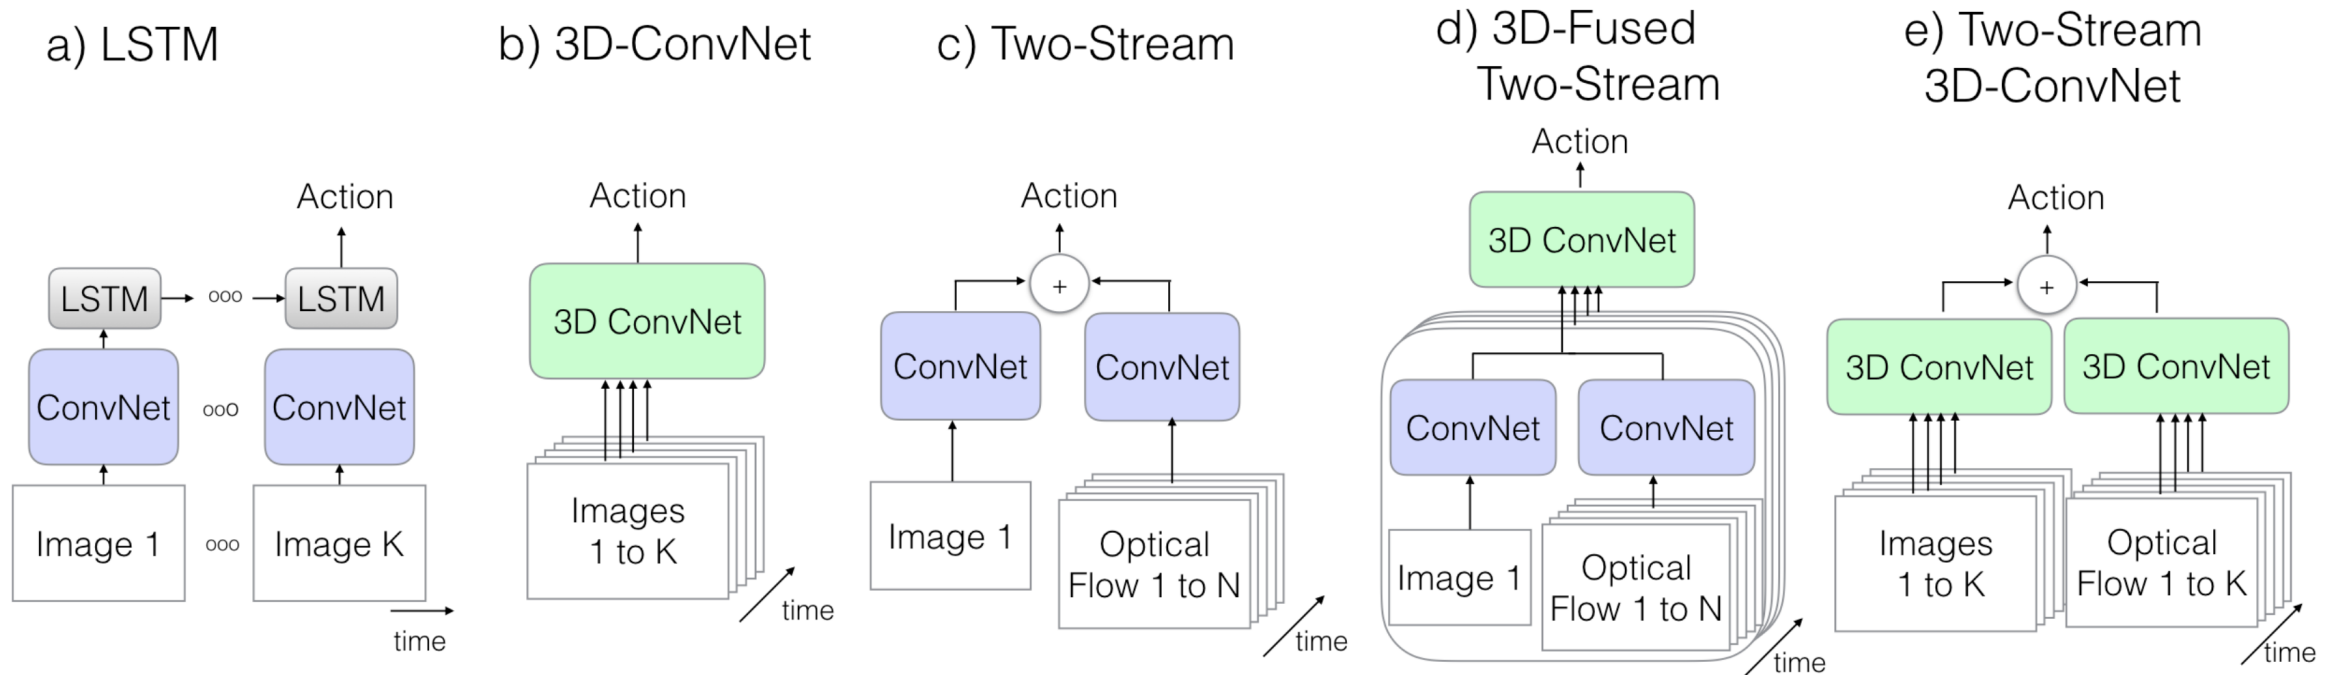 a) LSTM
Action
LSTM
ooo
LSTM
ConvNet
ooo
ConvNet
Image 1
ooo
Image K
time
b) 3D-ConvNet
Action
3D ConvNet
Images
1 to K
time
c) Two-Stream
Action
+
ConvNet
ConvNet
Image 1
Optical
Flow 1 to N
time
d) 3D-Fused
Two-Stream
Action
3D ConvNet
ConvNet
ConvNet
Image 1
Optical
Flow 1 to N
time
e) Two-Stream
3D-ConvNet
Action
+
3D ConvNet
3D ConvNet
Images
1 to K
Optical
Flow 1 to K
time